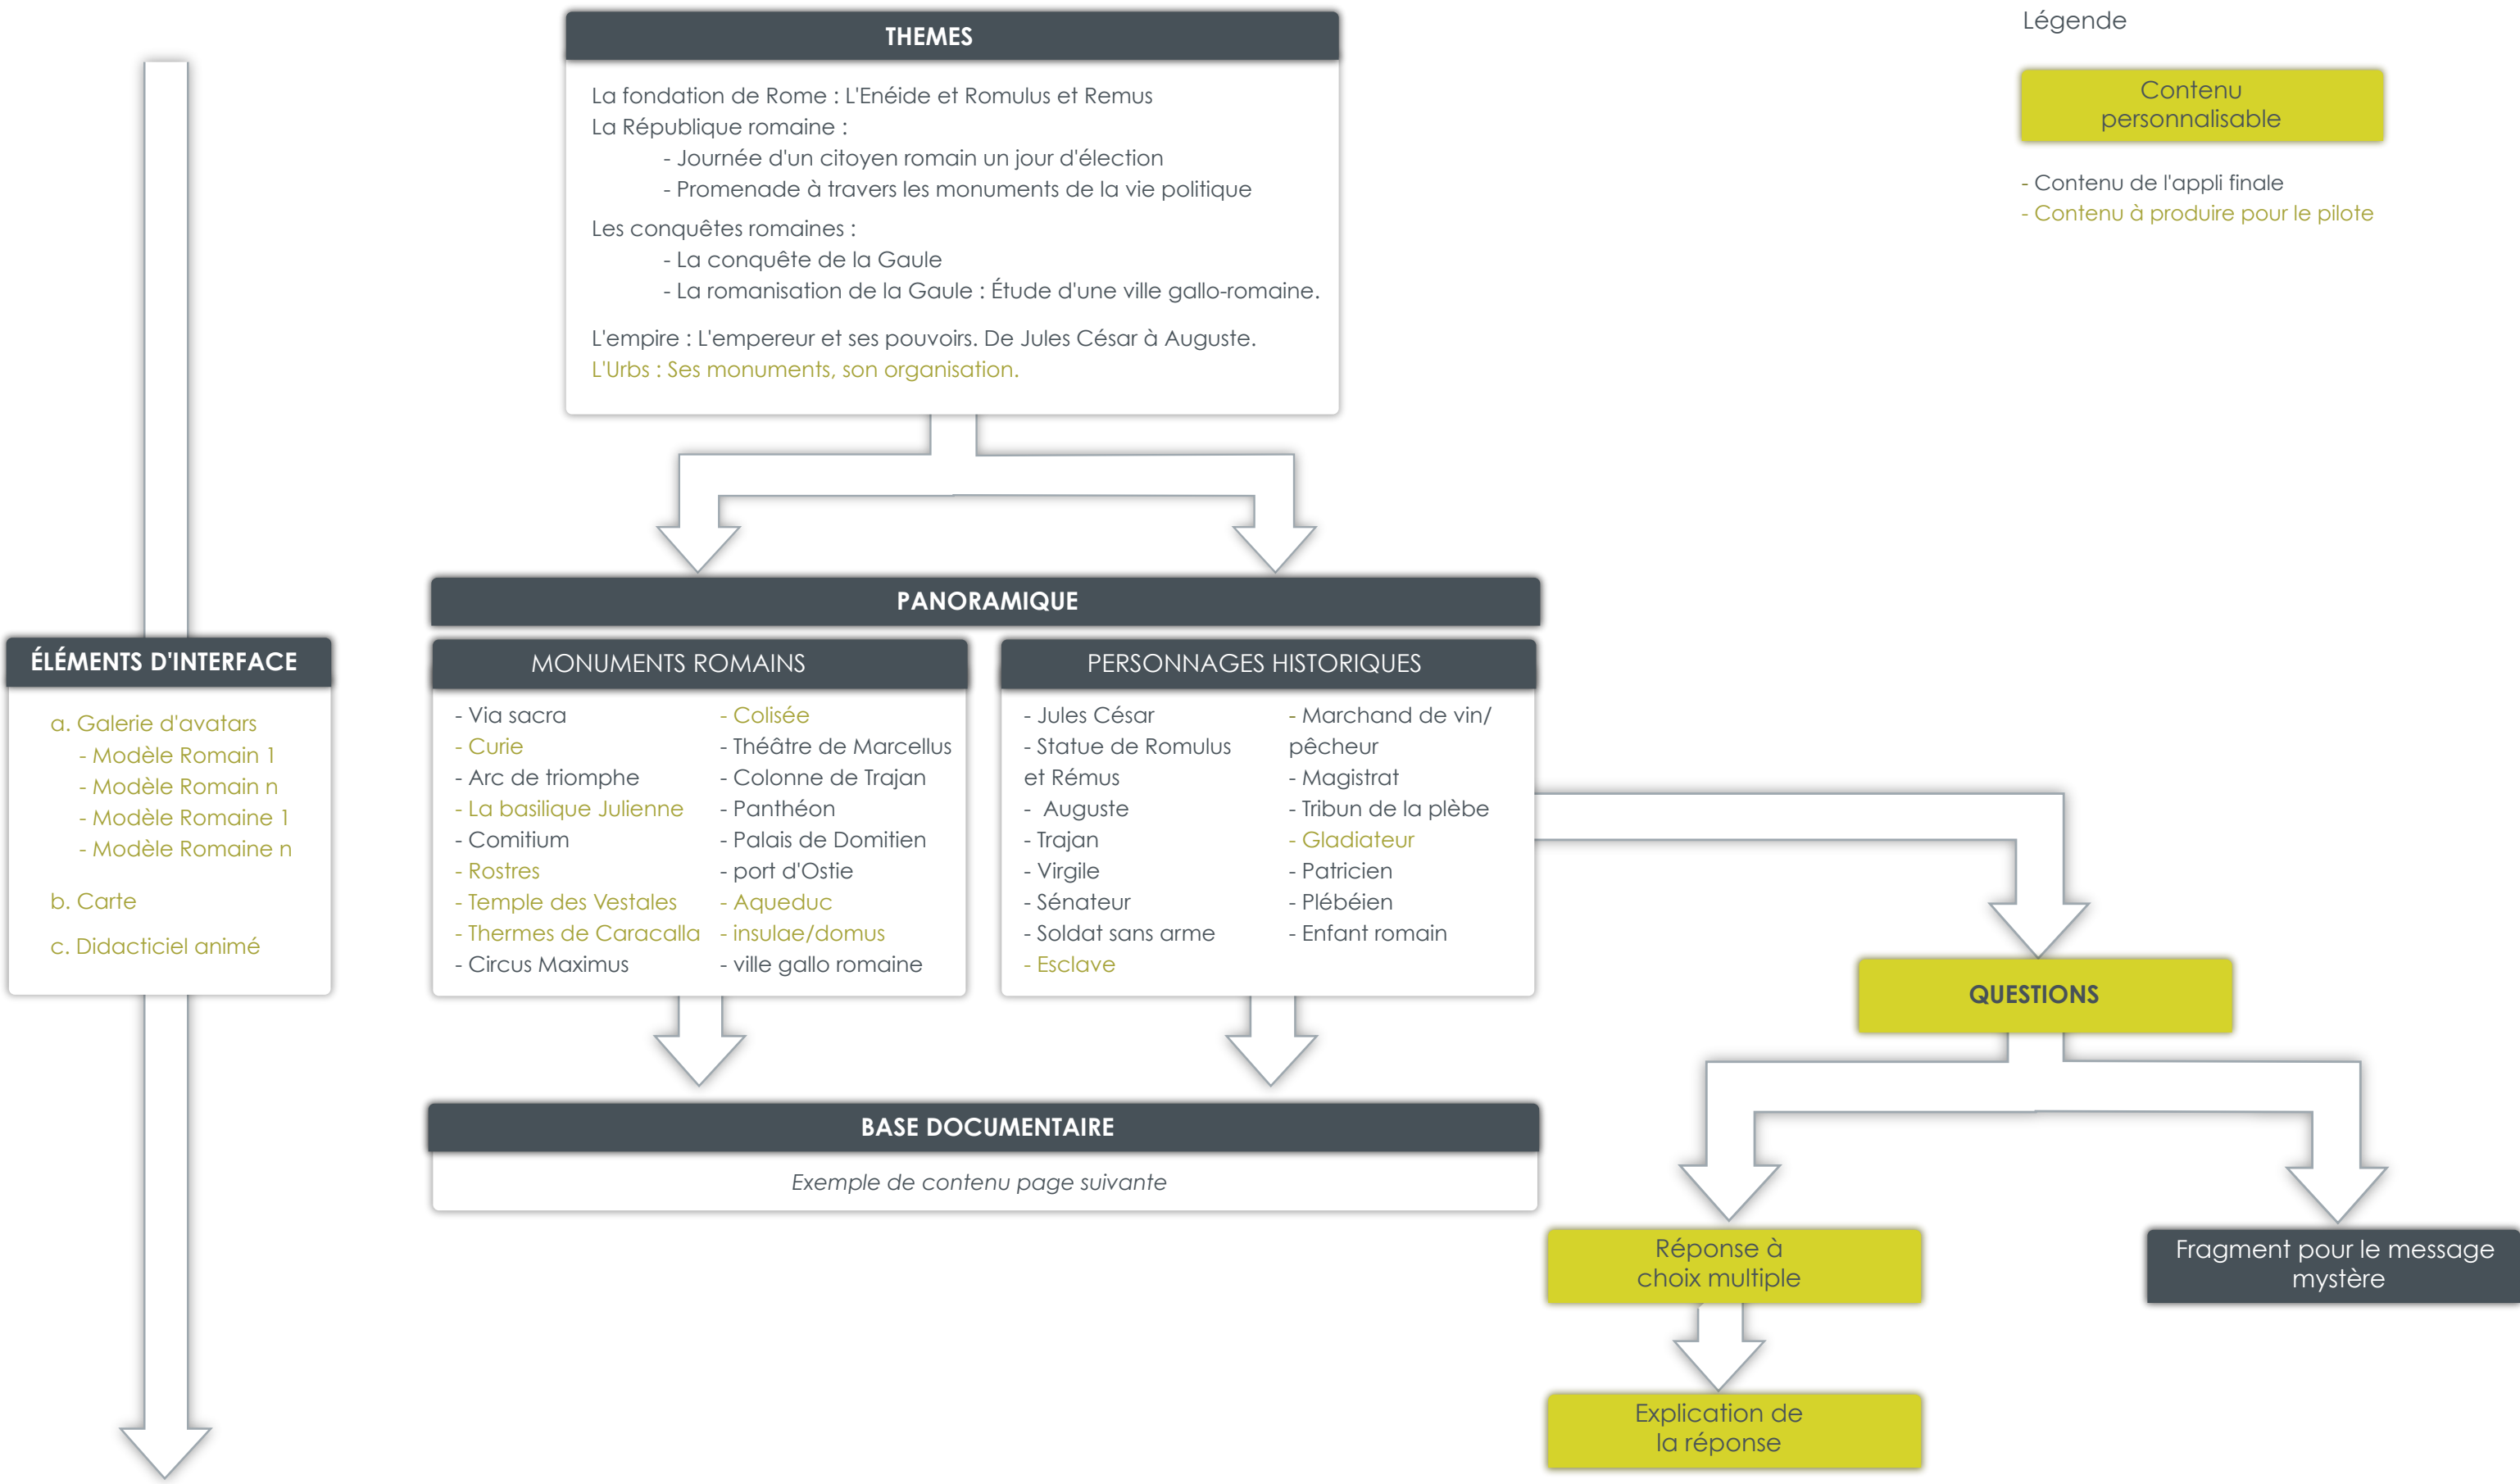 THEMES
La fondation de Rome : L'Enéide et Romulus et Remus
La République romaine :
- Journée d'un citoyen romain un jour d'élection
- Promenade à travers les monuments de la vie politique
Les conquêtes romaines :
- La conquête de la Gaule
- La romanisation de la Gaule : Étude d'une ville gallo-romaine.
L'empire : L'empereur et ses pouvoirs. De Jules César à Auguste.
L'Urbs : Ses monuments, son organisation.
Légende
Contenu
personnalisable
- Contenu de l'appli finale
- Contenu à produire pour le pilote
ÉLÉMENTS D'INTERFACE
a. Galerie d'avatars
- Modèle Romain 1
- Modèle Romain n
- Modèle Romaine 1
- Modèle Romaine n
b. Carte
c. Didacticiel animé
PANORAMIQUE
MONUMENTS ROMAINS
- Via sacra
- Curie
- Arc de triomphe
- La basilique Julienne
- Comitium
- Rostres
- Temple des Vestales
- Thermes de Caracalla
- Circus Maximus
- Colisée
- Théâtre de Marcellus
- Colonne de Trajan
- Panthéon
- Palais de Domitien
- port d'Ostie
- Aqueduc
- insulae/domus
- ville gallo romaine
PERSONNAGES HISTORIQUES
- Jules César
- Statue de Romulus
et Rémus
- Auguste
- Trajan
- Virgile
- Sénateur
- Soldat sans arme
- Esclave
- Marchand de vin/
pêcheur
- Magistrat
- Tribun de la plèbe
- Gladiateur
- Patricien
- Plébéien
- Enfant romain
BASE DOCUMENTAIRE
Exemple de contenu page suivante
QUESTIONS
Réponse à
choix multiple
Fragment pour le message
mystère
Explication de
la réponse